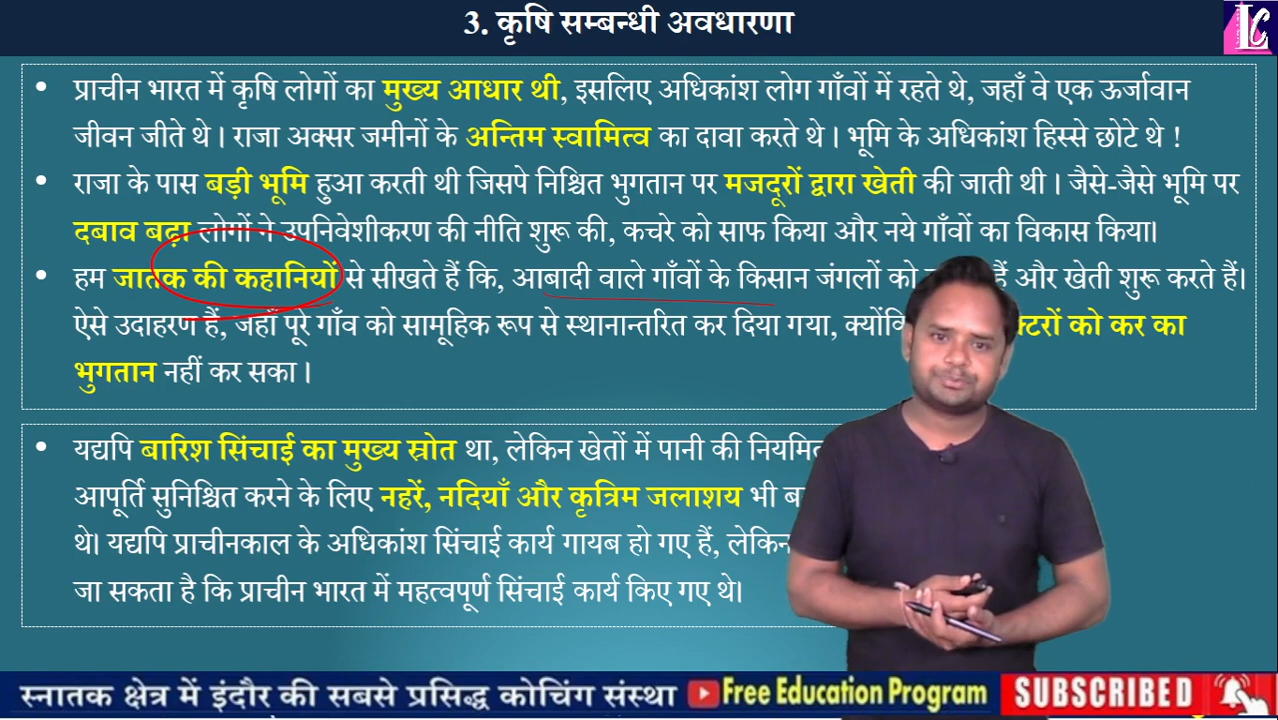 3. कृषि सम्बन्धी अवधारणा
LC
• प्राचीन भारत में कृषि लोगों का मुख्य आधार थी, इसलिए अधिकांश लोग गाँवों में रहते थे, जहाँ वे एक ऊर्जावान
जीवन जीते थे। राजा अक्सर जमीनों के अन्तिम स्वामित्व का दावा करते थे। भूमि के अधिकांश हिस्से छोटे थे !
• राजा के पास बड़ी भूमि हुआ करती थी जिसपे निश्चित भुगतान पर मजदूरों द्वारा खेती की जाती थी। जैसे-जैसे भूमि पर
दबाव बढ़ा लोगों ने उपनिवेशीकरण की नीति शुरू की, कचरे को साफ किया और नये गाँवों का विकास किया।
• हम जातक की कहानियों से सीखते हैं कि, आबादी वाले गाँवों के किसान जंगलों को हैं और खेती शुरू करते हैं।
ऐसे उदाहरण हैं, जहाँ पूरे गाँव को सामूहिक रूप से स्थानान्तरित कर दिया गया, क्योंकि को कर का
भुगतान नहीं कर सका।
• यद्यपि बारिश सिंचाई का मुख्य स्रोत था, लेकिन खेतों में पानी की नियमित
आपूर्ति सुनिश्चित करने के लिए नहरें, नदियाँ और कृत्रिम जलाशय भी
थे। यद्यपि प्राचीनकाल के अधिकांश सिंचाई कार्य गायब हो गए हैं, लेकिन
जा सकता है कि प्राचीन भारत में महत्वपूर्ण सिंचाई कार्य किए गए थे।
स्नातक क्षेत्र में इंदौर की सबसे प्रसिद्ध कोचिंग संस्था Free Education Program SUBSCRIBED